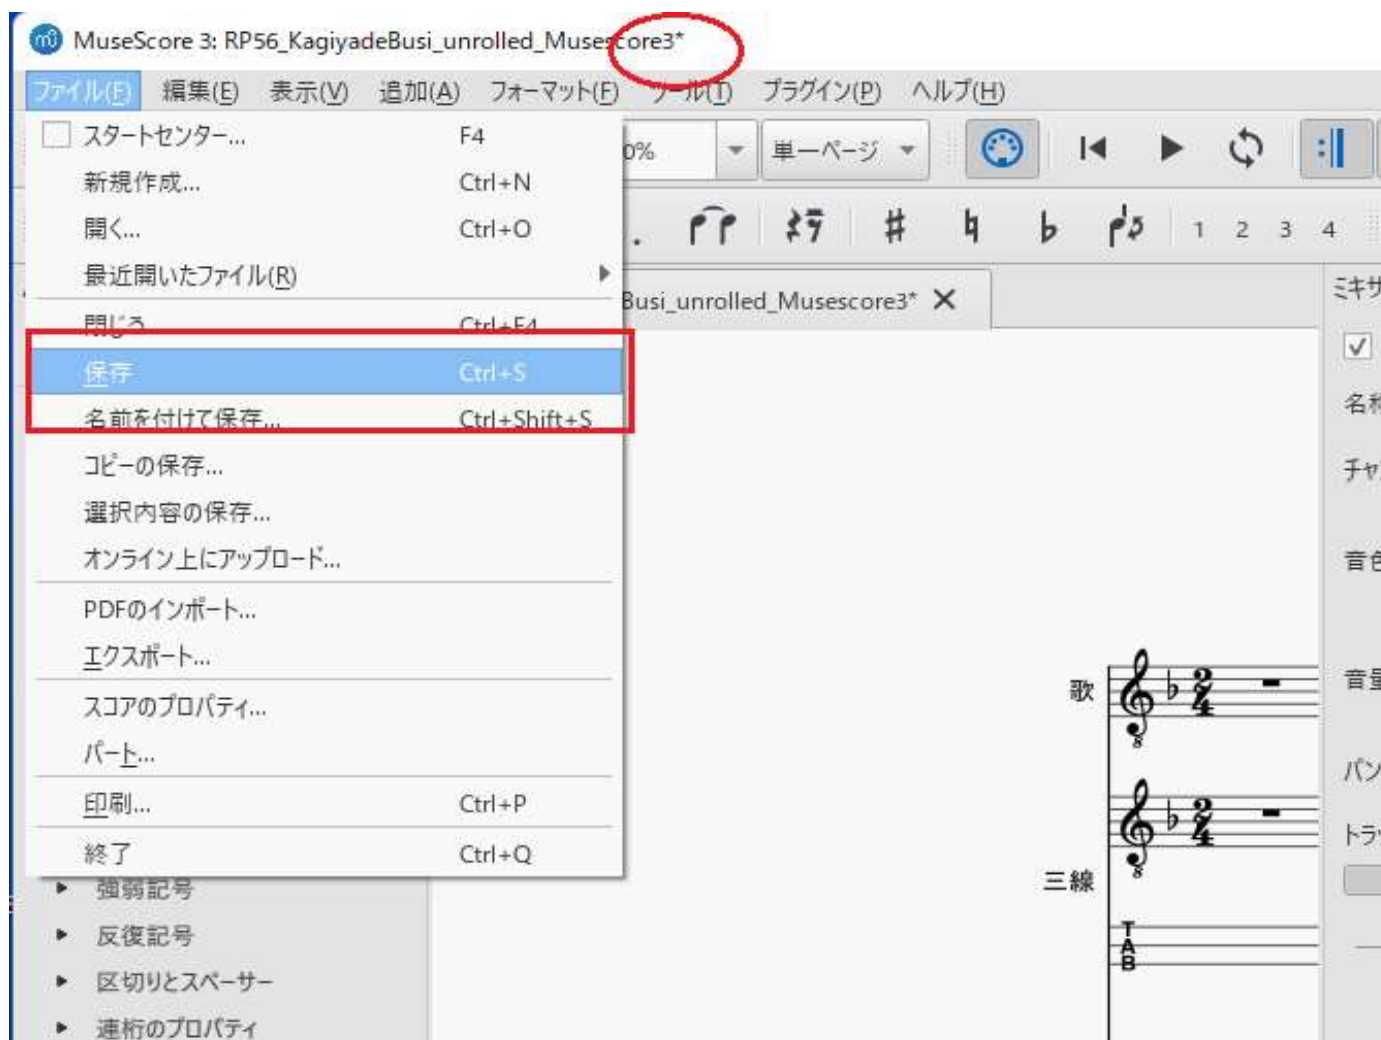 MuseScore 3: RP56_KagiyadeBusi_unrolled_Musescore3*
ファイル(F) 編集(E) 表示(V) 追加(A) フォーマット(F) ツール(T) プラグイン(P) ヘルプ(H)
スタートセンター... F4
0% 単一ページ
新規作成... Ctrl+N
開く... Ctrl+O
1 2 3 4
最近開いたファイル(R)
Busi_unrolled_Musescore3*
ミキサ
閉じる Ctrl+F4
保存 Ctrl+S
名前を付けて保存... Ctrl+Shift+S
名称
コピーの保存...
チャ
選択内容の保存...
オンライン上にアップロード...
音色
PDFのインポート...
エクスポート...
音量
歌
スコアのプロパティ...
パート...
パン
印刷... Ctrl+P
トラッ
終了 Ctrl+Q
三線
強弱記号
反復記号
TAB
区切りとスペーサー
連桁のプロパティ